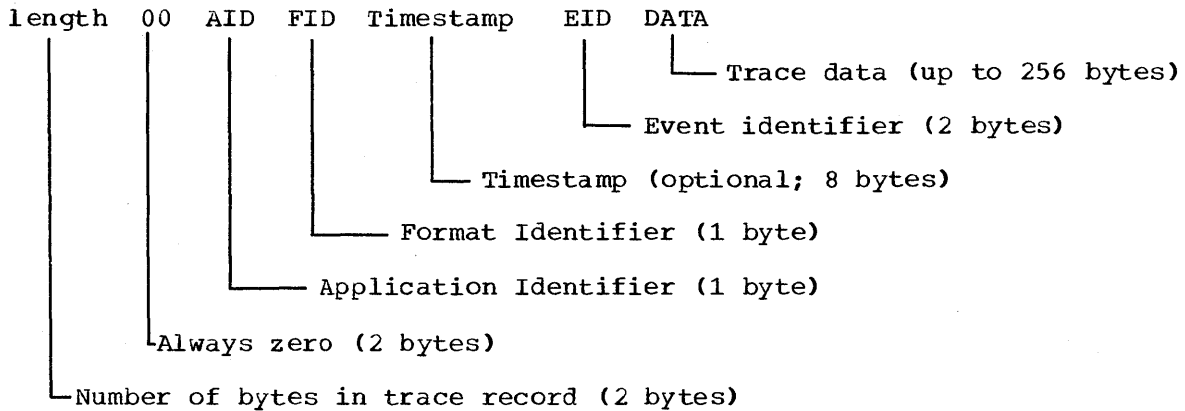 length 00 AID FID Timestamp EID DATA
Trace data (up to 256 bytes)
Event identifier (2 bytes)
Timestamp (optional; 8 bytes)
Format Identifier (1 byte)
Application Identifier (1 byte)
Always zero (2 bytes)
Number of bytes in trace record (2 bytes)